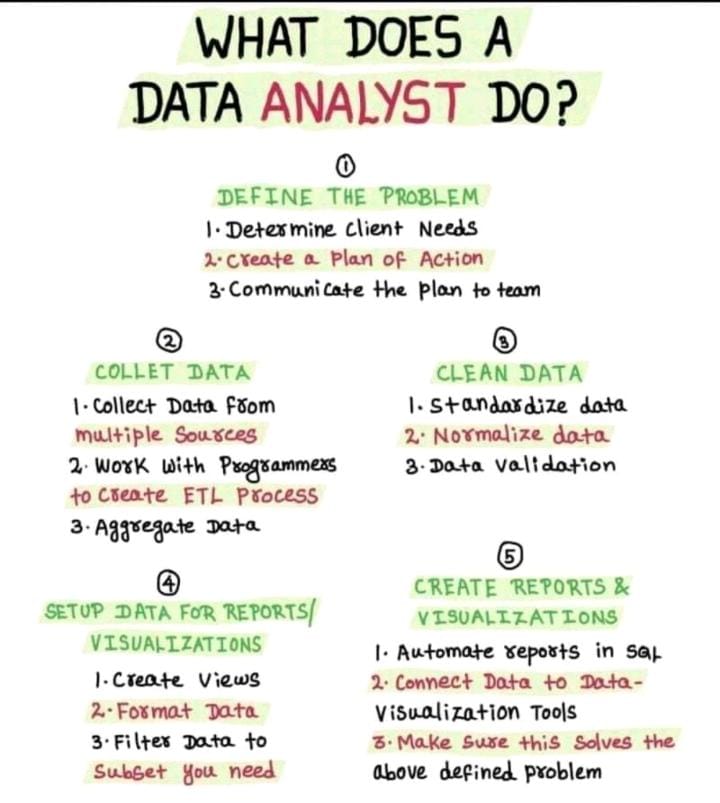 WHAT DOES A
DATA ANALYST DO?
①
DEFINE THE PROBLEM
1. Determine Client Needs
2. Create a Plan of Action
3. Communicate the plan to team
②
COLLET DATA
1. Collect Data from
multiple Sources
2. Work with Programmers
to Create ETL Process
3. Aggregate Data
③
CLEAN DATA
1. Standardize data
2. Normalize data
3. Data validation
④
SETUP DATA FOR REPORTS/
VISUALIZATIONS
1. Create Views
2. Format Data
3. Filter Data to
Subset you need
⑤
CREATE REPORTS &
VISUALIZATIONS
1. Automate reports in SQL
2. Connect Data to Data-
Visualization Tools
3. Make Sure this Solves the
above defined problem